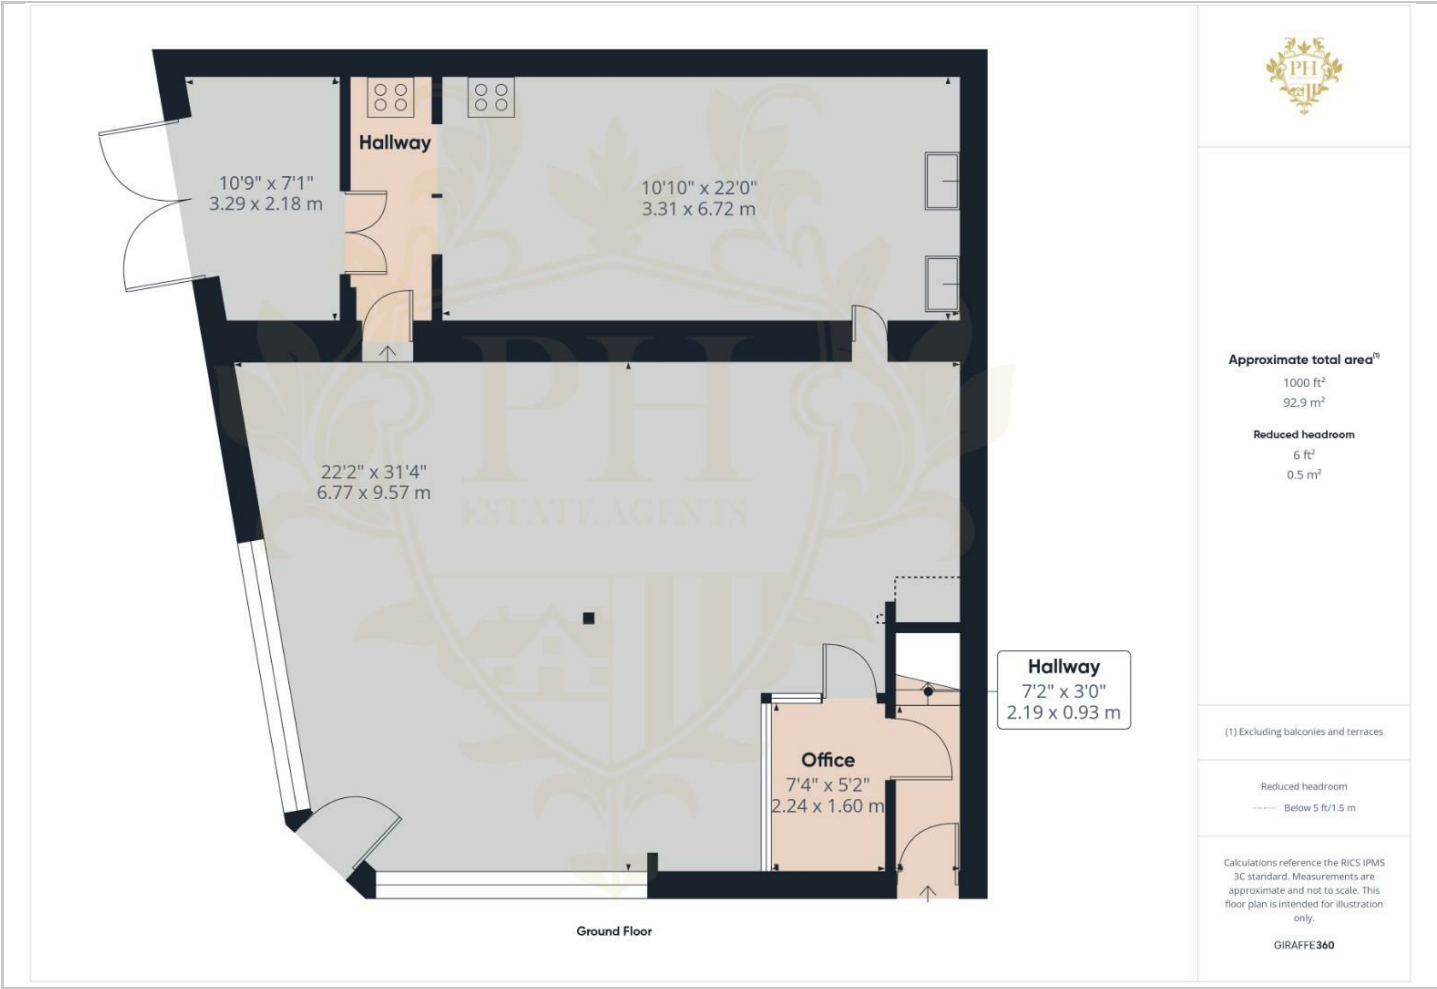 PH
Hallway
10'9" x 7'1"
3.29 x 2.18 m
10'10" x 22'0"
3.31 x 6.72 m
PH
ESTATE AGENTS
22'2" x 31'4"
6.77 x 9.57 m
Hallway
7'2" x 3'0"
2.19 x 0.93 m
Office
7'4" x 5'2"
2.24 x 1.60 m
Ground Floor
Approximate total area(1)
1000 ft²
92.9 m²
Reduced headroom
6 ft²
0.5 m²
(1) Excluding balconies and terraces
Reduced headroom
Below 5 ft/1.5 m
Calculations reference the RICS IPMS
3C standard. Measurements are
approximate and not to scale. This
floor plan is intended for illustration
only.
GIRAFFE360